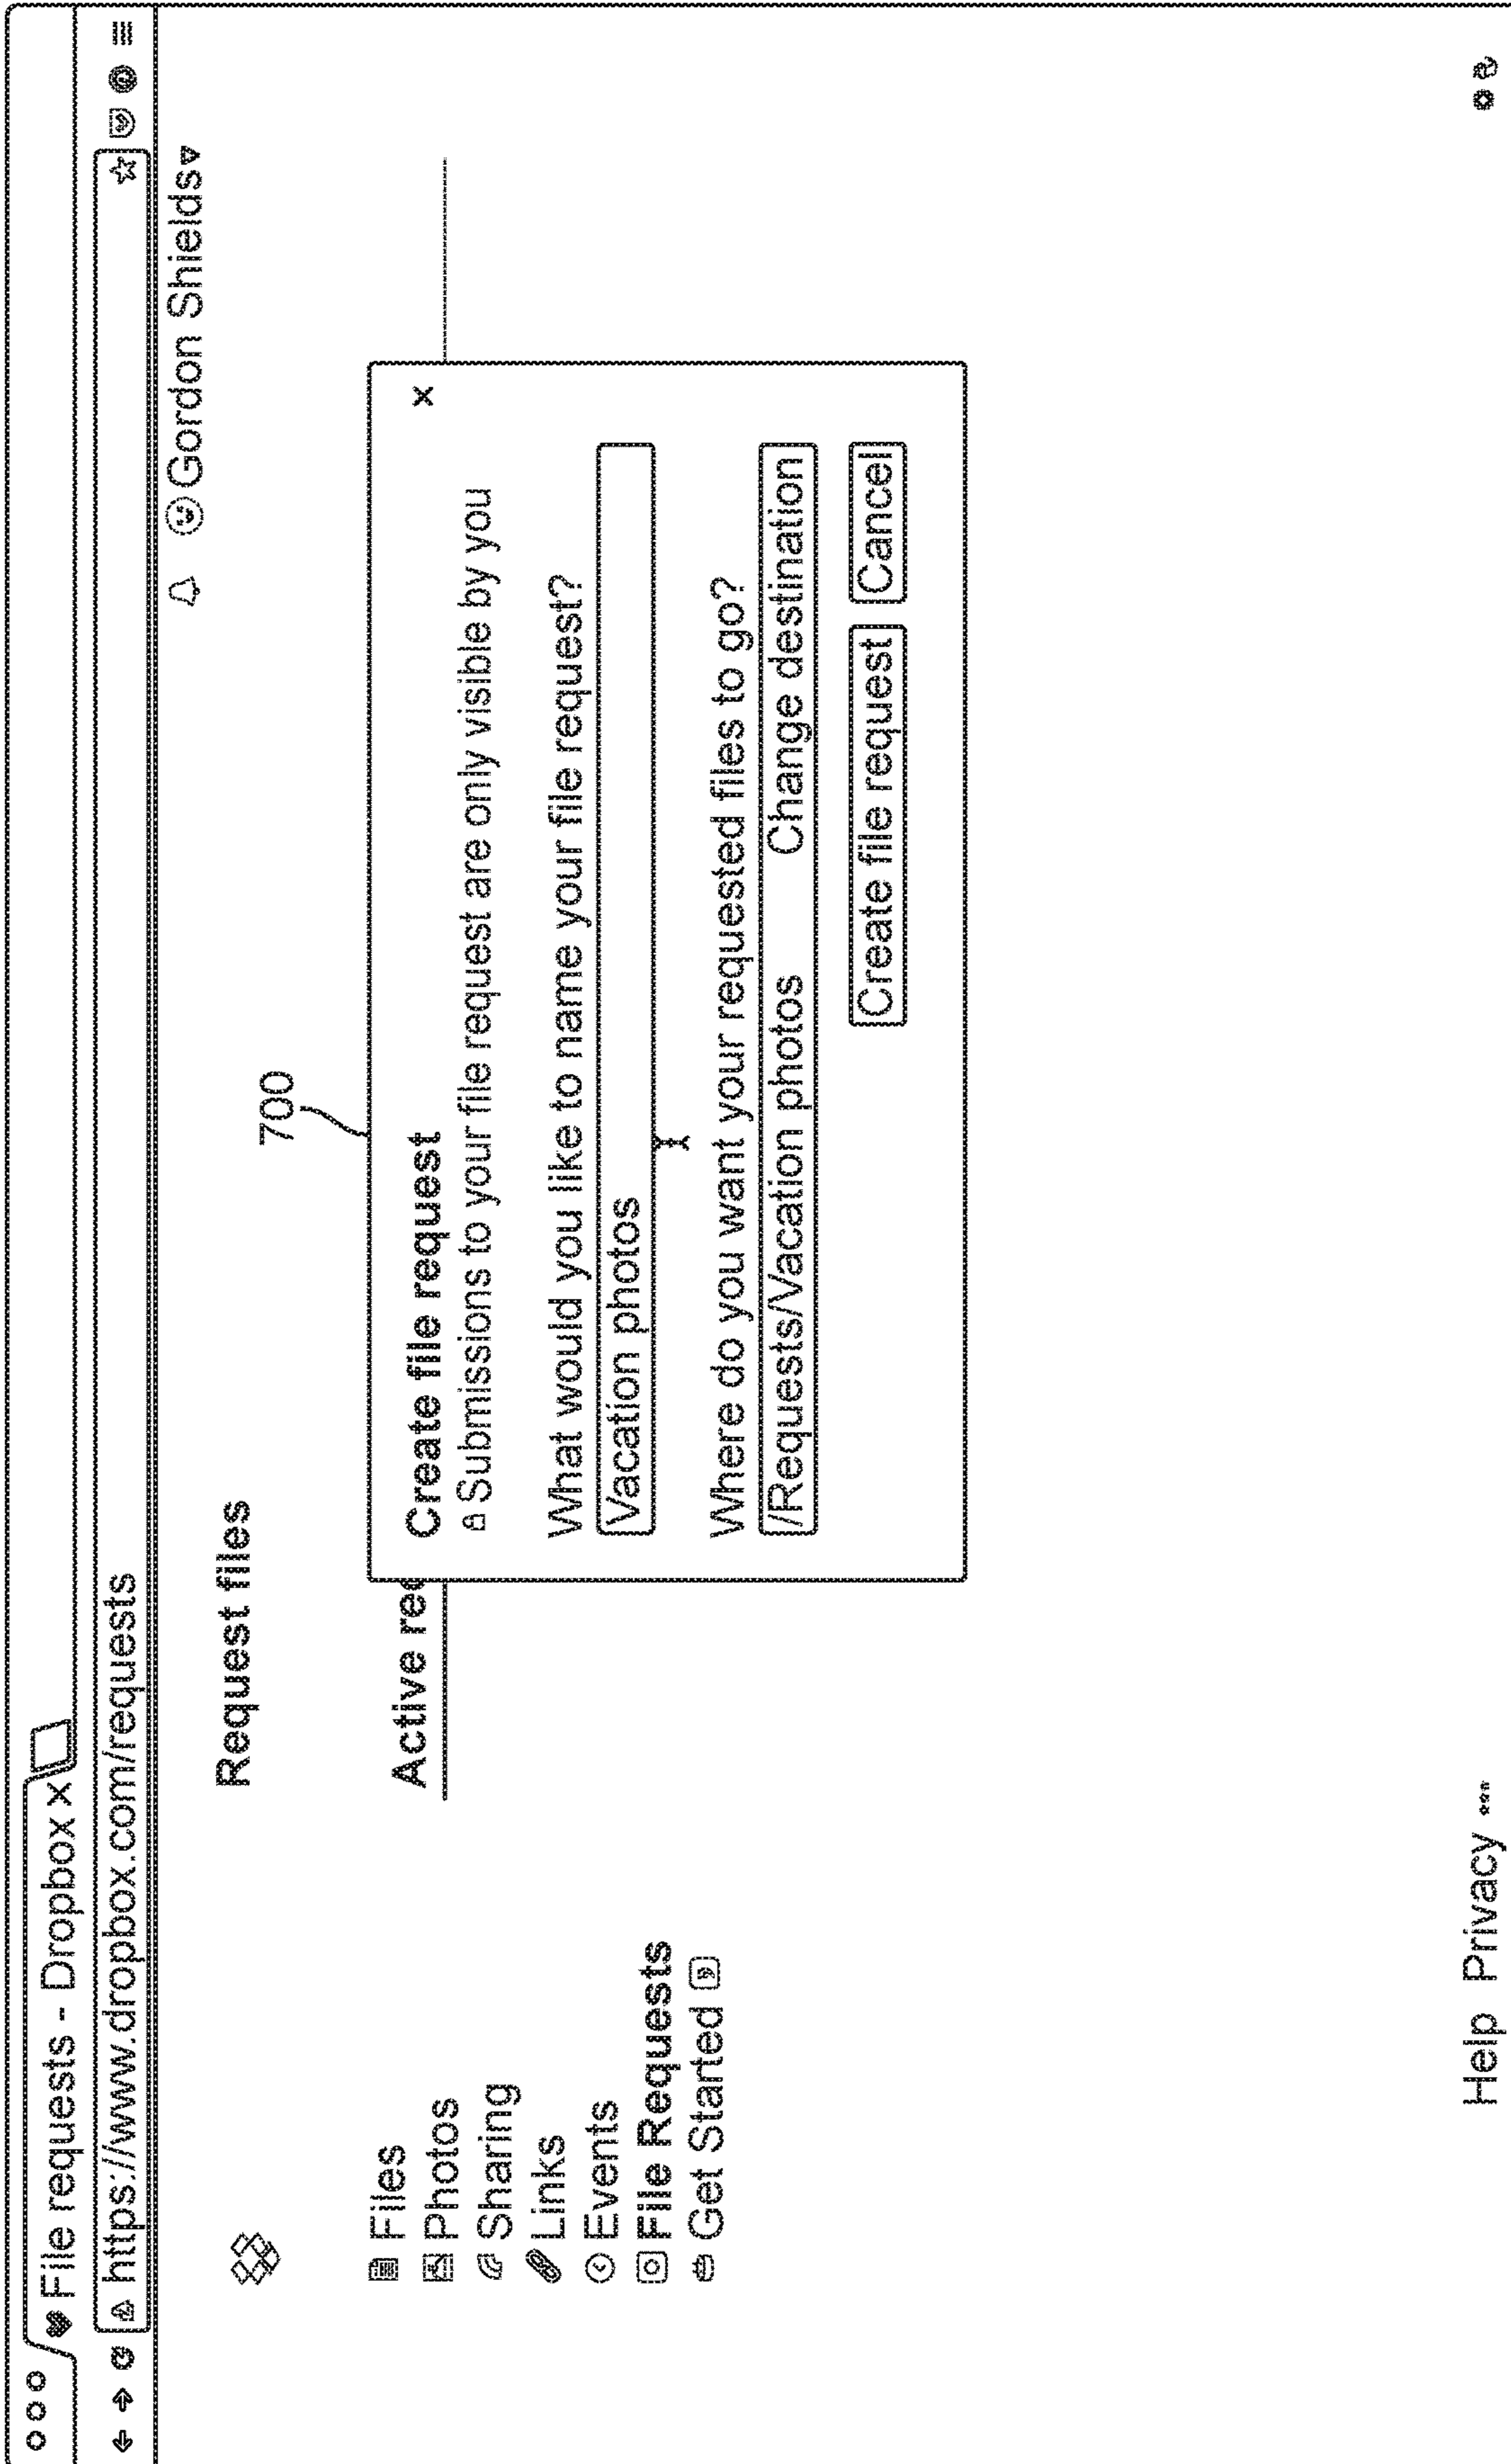 File requests - Dropbox x
https://www.dropbox.com/requests
Gordon Shields
Request files
700
Files
Photos
Sharing
Links
Events
File Requests
Get Started
Active req
Create file request
x
Submissions to your file request are only visible by you
What would you like to name your file request?
Vacation photos
Where do you want your requested files to go?
/Requests/Vacation photos Change destination
Create file request Cancel
Help Privacy •••